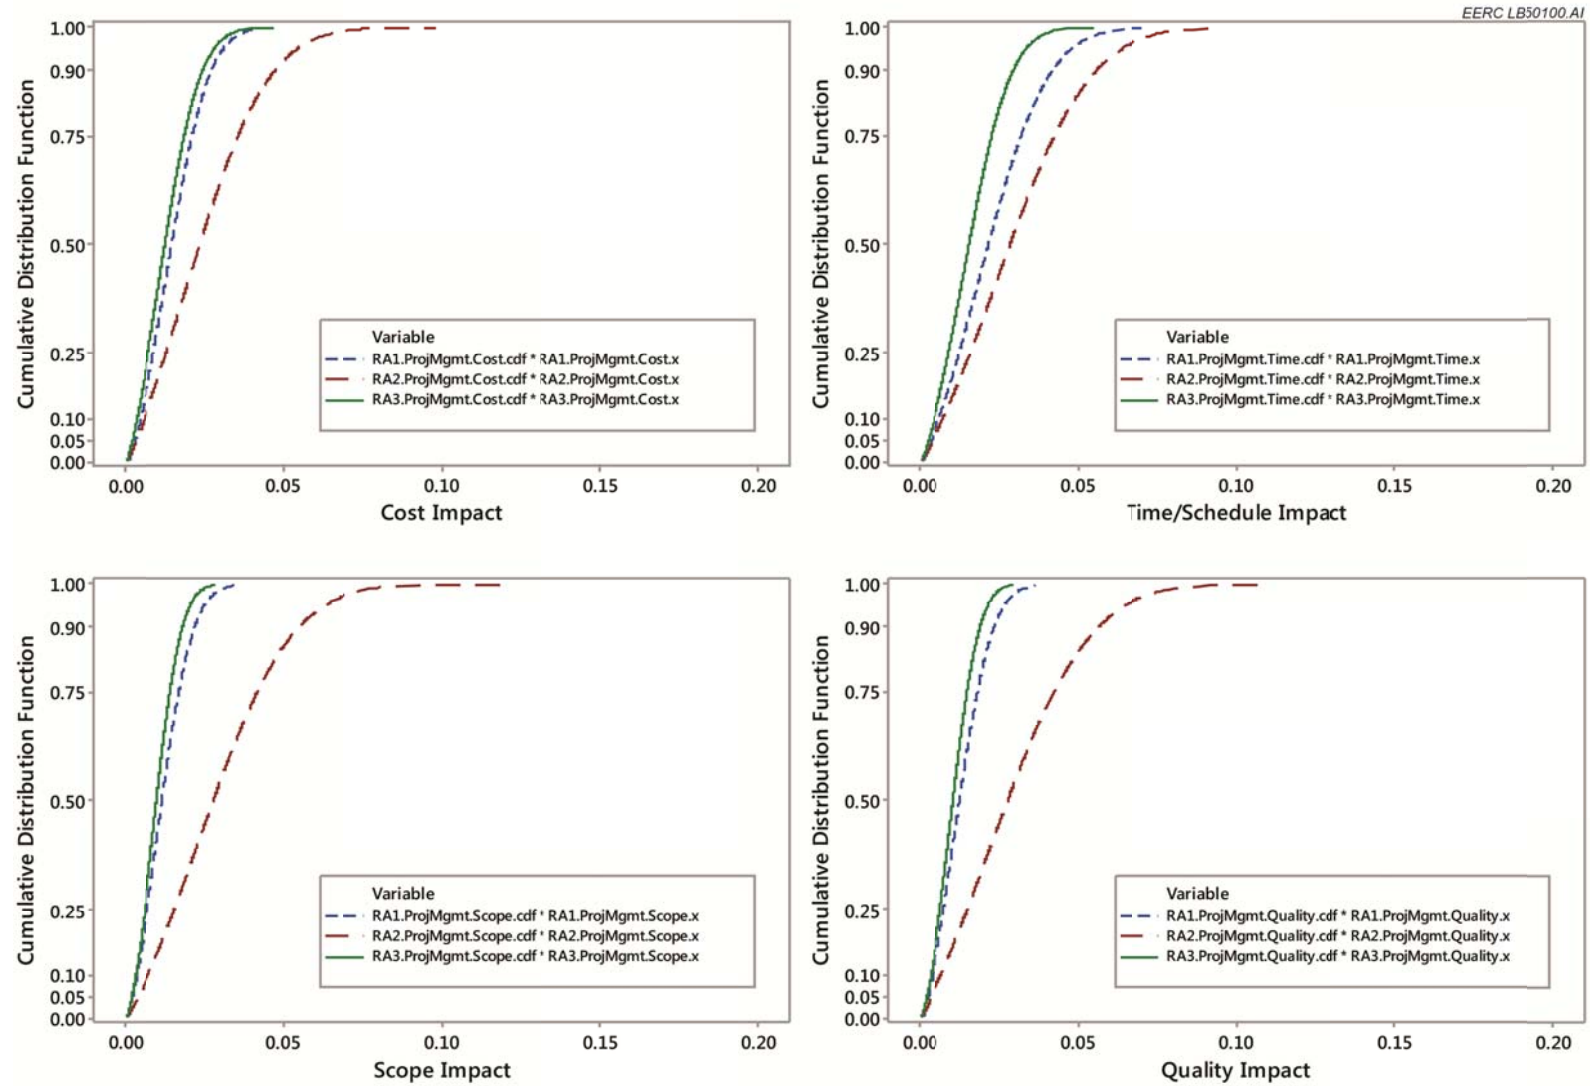 EERC LB50100.AI
Cumulative Distribution Function
1.00
0.90
0.75
0.50
0.25
0.10
0.05
0.00
Variable
RA1.ProjMgmt.Cost.cdf * RA1.ProjMgmt.Cost.x
RA2.ProjMgmt.Cost.cdf * RA2.ProjMgmt.Cost.x
RA3.ProjMgmt.Cost.cdf * RA3.ProjMgmt.Cost.x
0.00 0.05 0.10 0.15 0.20
Cost Impact
Cumulative Distribution Function
1.00
0.90
0.75
0.50
0.25
0.10
0.05
0.00
Variable
RA1.ProjMgmt.Time.cdf * RA1.ProjMgmt.Time.x
RA2.ProjMgmt.Time.cdf * RA2.ProjMgmt.Time.x
RA3.ProjMgmt.Time.cdf * RA3.ProjMgmt.Time.x
0.00 0.05 0.10 0.15 0.20
Time/Schedule Impact
Cumulative Distribution Function
1.00
0.90
0.75
0.50
0.25
0.10
0.05
0.00
Variable
RA1.ProjMgmt.Scope.cdf * RA1.ProjMgmt.Scope.x
RA2.ProjMgmt.Scope.cdf * RA2.ProjMgmt.Scope.x
RA3.ProjMgmt.Scope.cdf * RA3.ProjMgmt.Scope.x
0.00 0.05 0.10 0.15 0.20
Scope Impact
Cumulative Distribution Function
1.00
0.90
0.75
0.50
0.25
0.10
0.05
0.00
Variable
RA1.ProjMgmt.Quality.cdf * RA1.ProjMgmt.Quality.x
RA2.ProjMgmt.Quality.cdf * RA2.ProjMgmt.Quality.x
RA3.ProjMgmt.Quality.cdf * RA3.ProjMgmt.Quality.x
0.00 0.05 0.10 0.15 0.20
Quality Impact